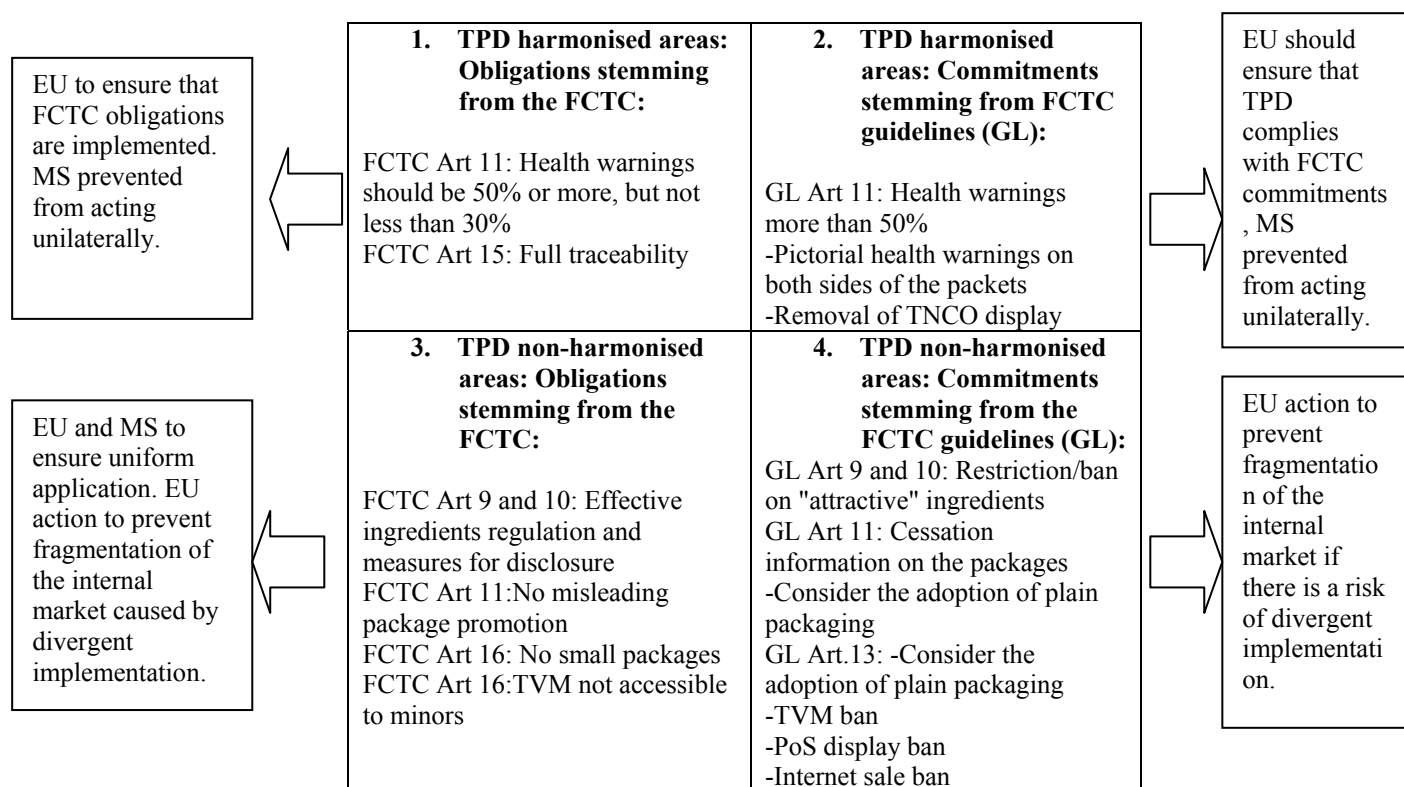 EU to ensure that
FCTC obligations
are implemented.
MS prevented
from acting
unilaterally.
1. TPD harmonised areas:
Obligations stemming
from the FCTC:
FCTC Art 11: Health warnings
should be 50% or more, but not
less than 30%
FCTC Art 15: Full traceability
2. TPD harmonised
areas: Commitments
stemming from FCTC
guidelines (GL):
GL Art 11: Health warnings
more than 50%
-Pictorial health warnings on
both sides of the packets
-Removal of TNCO display
EU should
ensure that
TPD
complies
with FCTC
commitments
, MS
prevented
from acting
unilaterally.
EU and MS to
ensure uniform
application. EU
action to prevent
fragmentation of
the internal
market caused by
divergent
implementation.
3. TPD non-harmonised
areas: Obligations
stemming from the
FCTC:
FCTC Art 9 and 10: Effective
ingredients regulation and
measures for disclosure
FCTC Art 11:No misleading
package promotion
FCTC Art 16: No small packages
FCTC Art 16:TVM not accessible
to minors
4. TPD non-harmonised
areas: Commitments
stemming from the
FCTC guidelines (GL):
GL Art 9 and 10: Restriction/ban
on "attractive" ingredients
GL Art 11: Cessation
information on the packages
-Consider the adoption of plain
packaging
GL Art.13: -Consider the
adoption of plain packaging
-TVM ban
-PoS display ban
-Internet sale ban
EU action to
prevent
fragmentatio
n of the
internal
market if
there is a risk
of divergent
implementati
on.